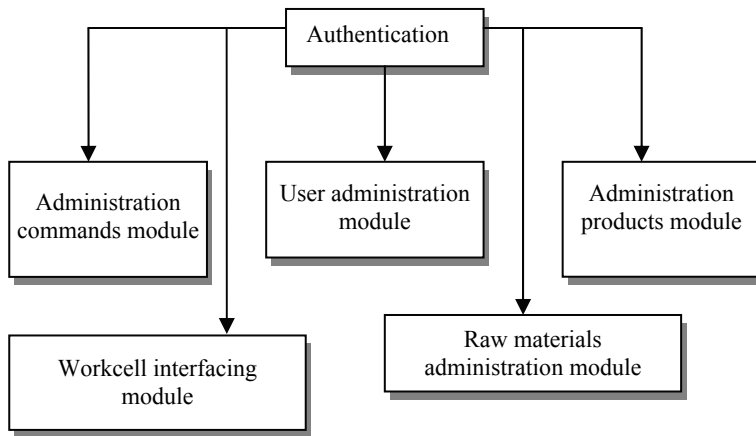 Authentication
Administration
commands module
User administration
module
Administration
products module
Workcell interfacing
module
Raw materials
administration module